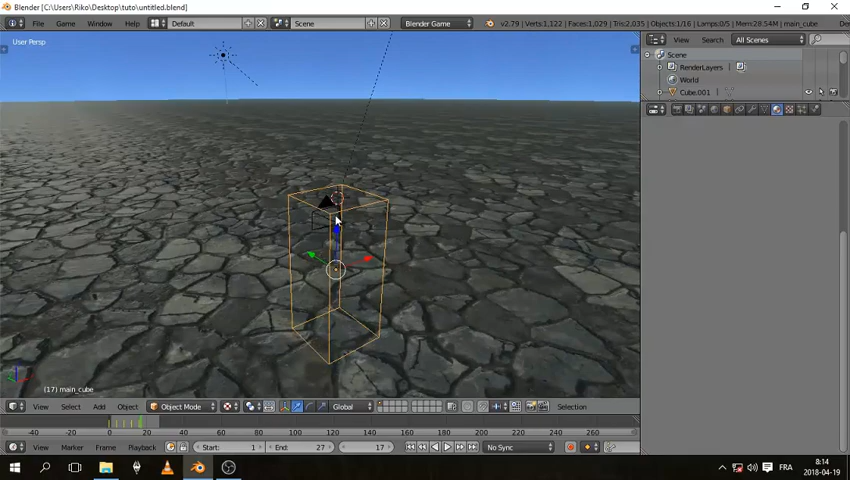 Blender [C:\Users\Riko\Desktop\tuto\untitled.blend]
File Render Window Help Default Scene Blender Game v2.79 | Verts:1,122 | Faces:1,029 | Tris:2,035 | Objects:1/16 | Lamps:0/5 | Mem:28.54M | main_cube
User Persp
View Search All Scenes
Scene
RenderLayers
World
Cube.001
(17) main_cube
View Select Add Object Object Mode Global Selection
-40 -20 0 20 40 60 80 100 120 140 160 180 200 220 240
View Marker Frame Playback Start: 1 End: 27 17 No Sync
FRA
8:14
2018-04-19